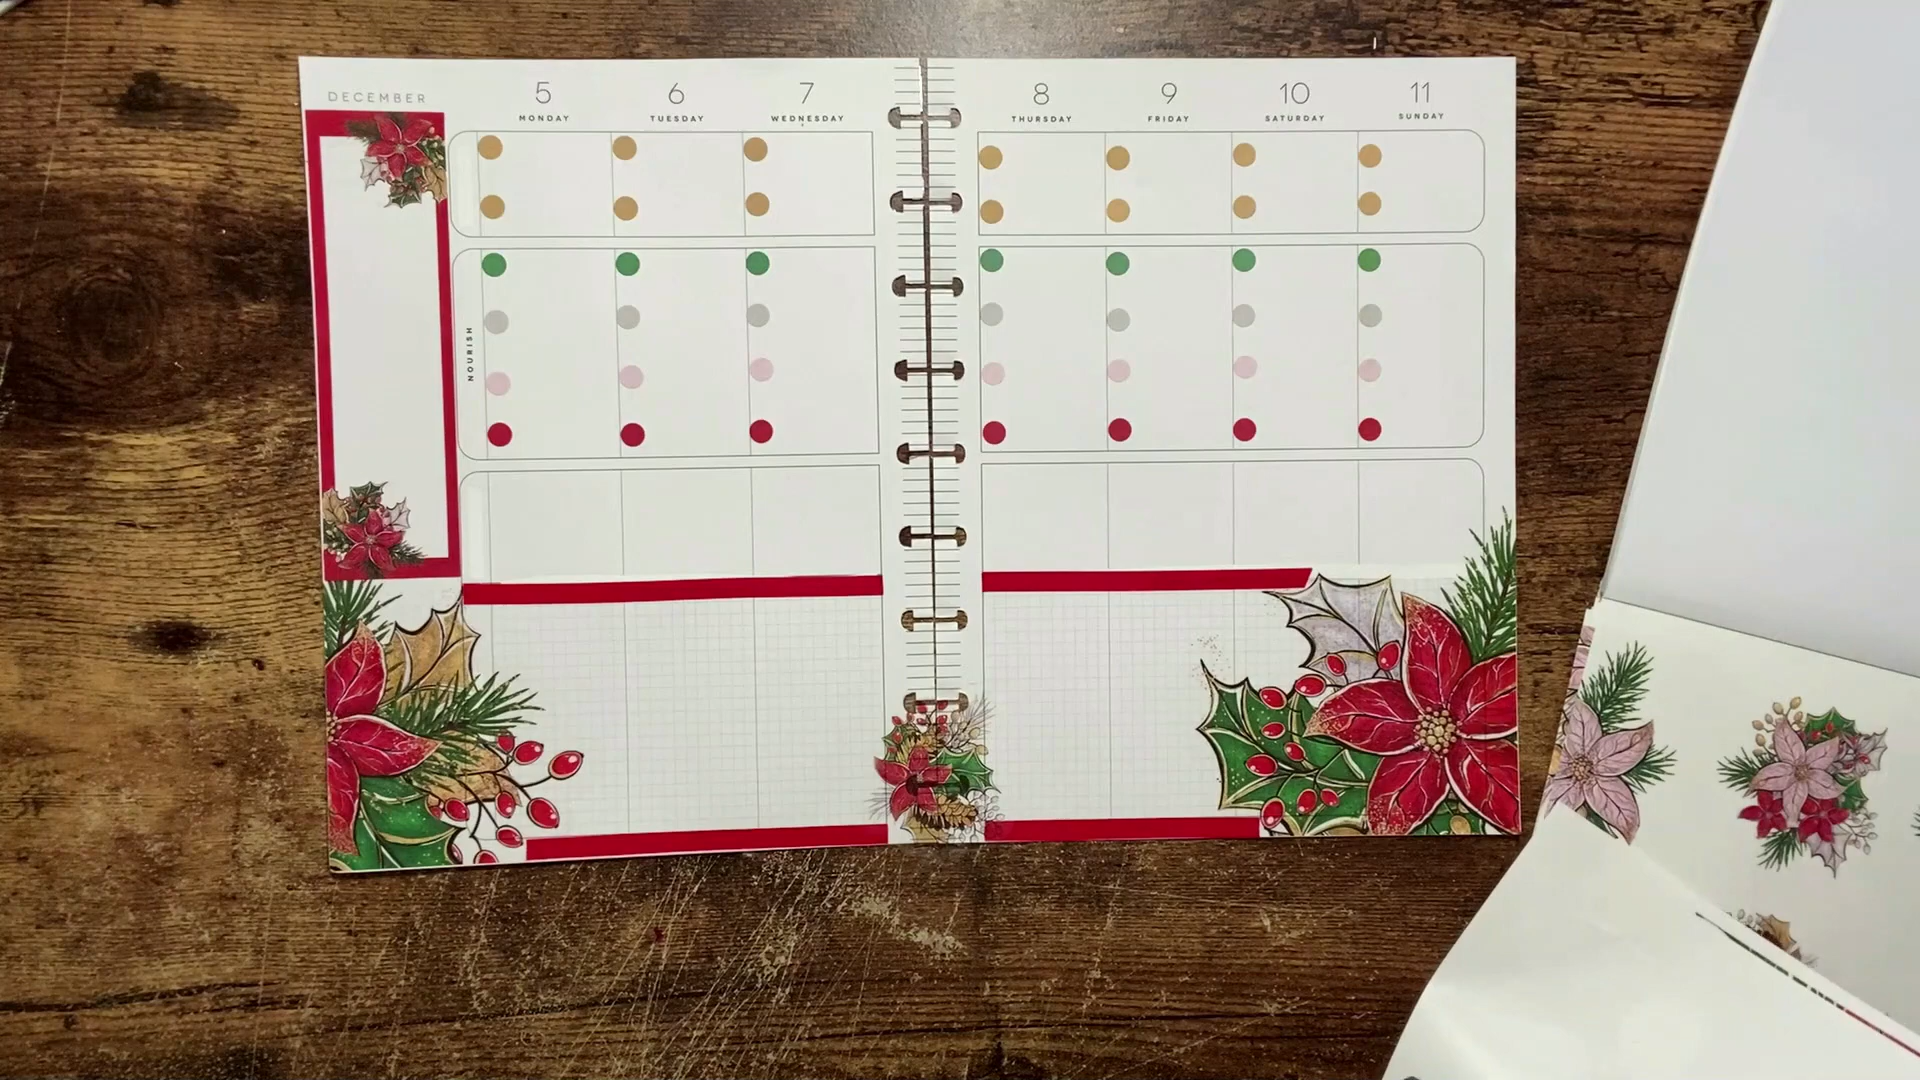 DECEMBER
5 6 7 8 9 10 11
MONDAY TUESDAY WEDNESDAY THURSDAY FRIDAY SATURDAY SUNDAY
NOURISH